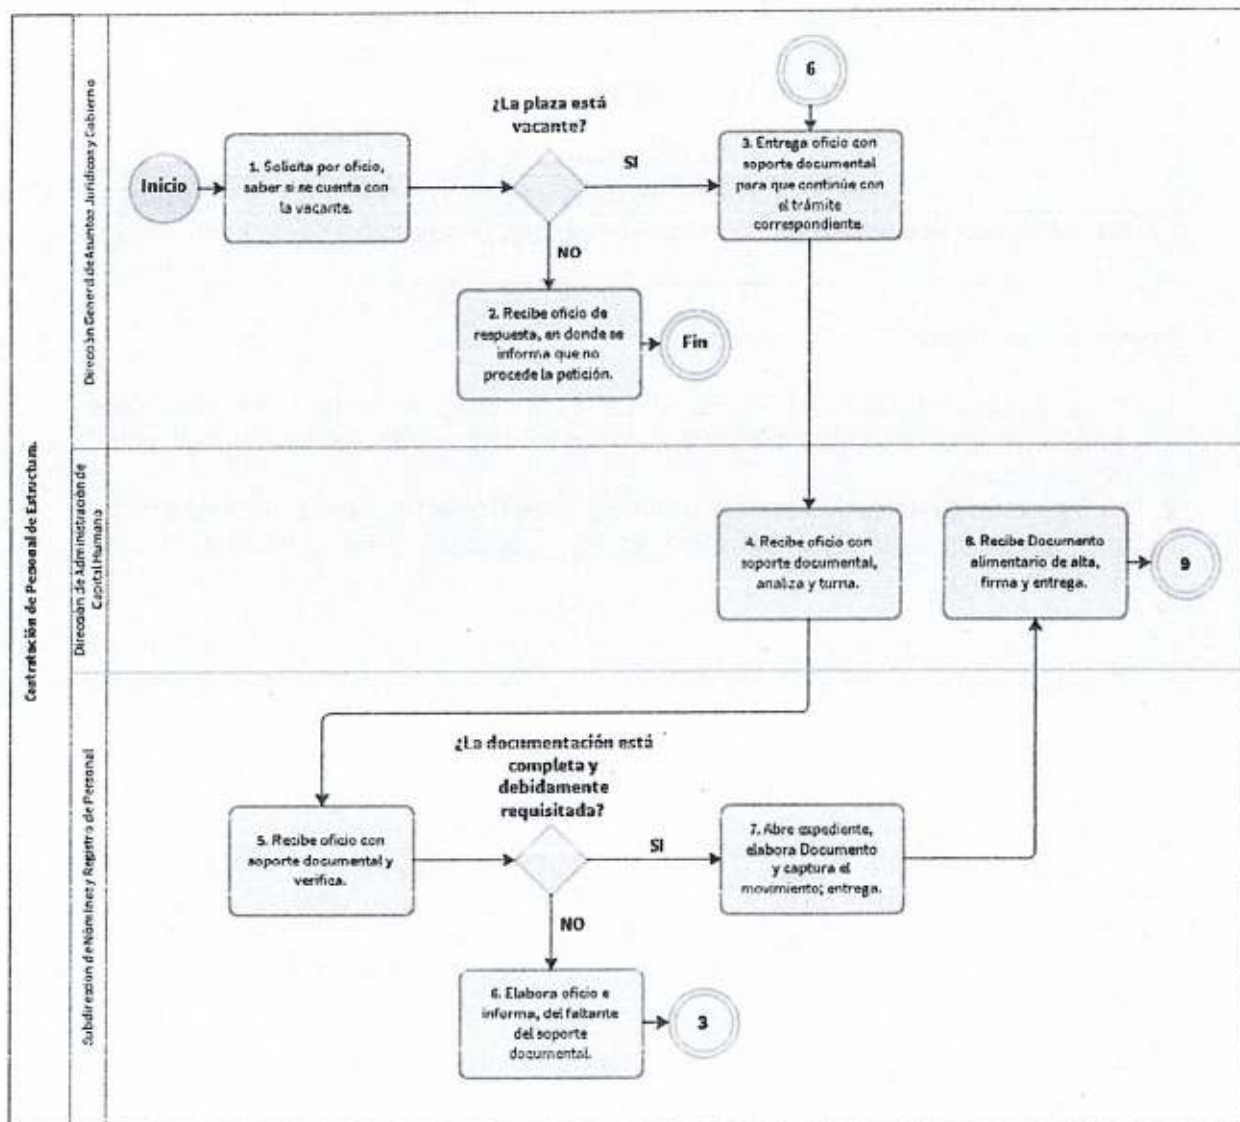 Contratación de Personal de Estructura.
Dirección General de Asuntos Jurídicos y Gobierno
Inicio
1. Solicita por oficio,
saber si se cuenta con
la vacante.
¿La plaza está
vacante?
SI
NO
6
3. Entrega oficio con
soporte documental
para que continúe con
el trámite
correspondiente.
2. Recibe oficio de
respuesta, en donde se
informa que no
procede la petición.
Fin
Dirección de Administración de
Capital Humano
4. Recibe oficio con
soporte documental,
analiza y turna.
8. Recibe Documento
alimentario de alta,
firma y entrega.
9
Subdirección de Nóminas y Registro de Personal
5. Recibe oficio con
soporte documental y
verifica.
¿La documentación está
completa y
debidamente
requisitada?
SI
NO
7. Abre expediente,
elabora Documento
y captura el
movimiento; entrega.
6. Elabora oficio e
informa, del faltante
del soporte
documental.
3